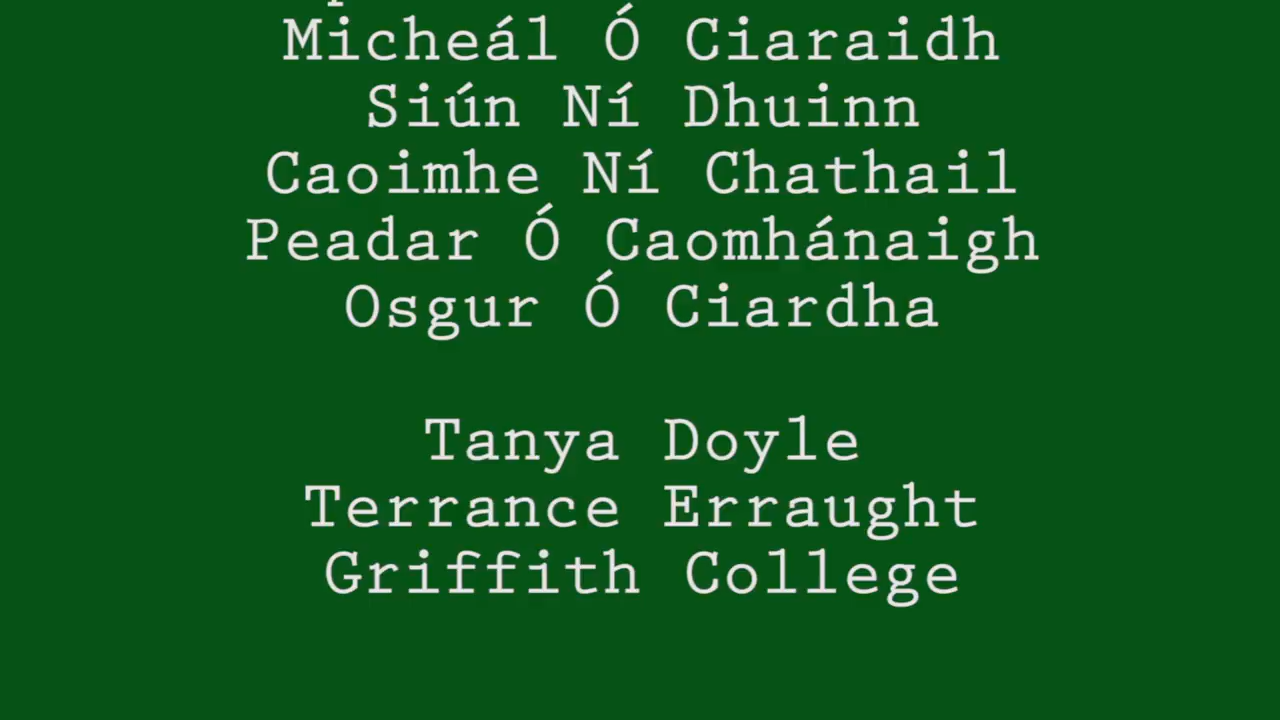 Micheál Ó Ciaraidh
Siún Ní Dhuinn
Caoimhe Ní Chathail
Peadar Ó Caomhánaigh
Osgur Ó Ciardha
Tanya Doyle
Terrance Erraught
Griffith College